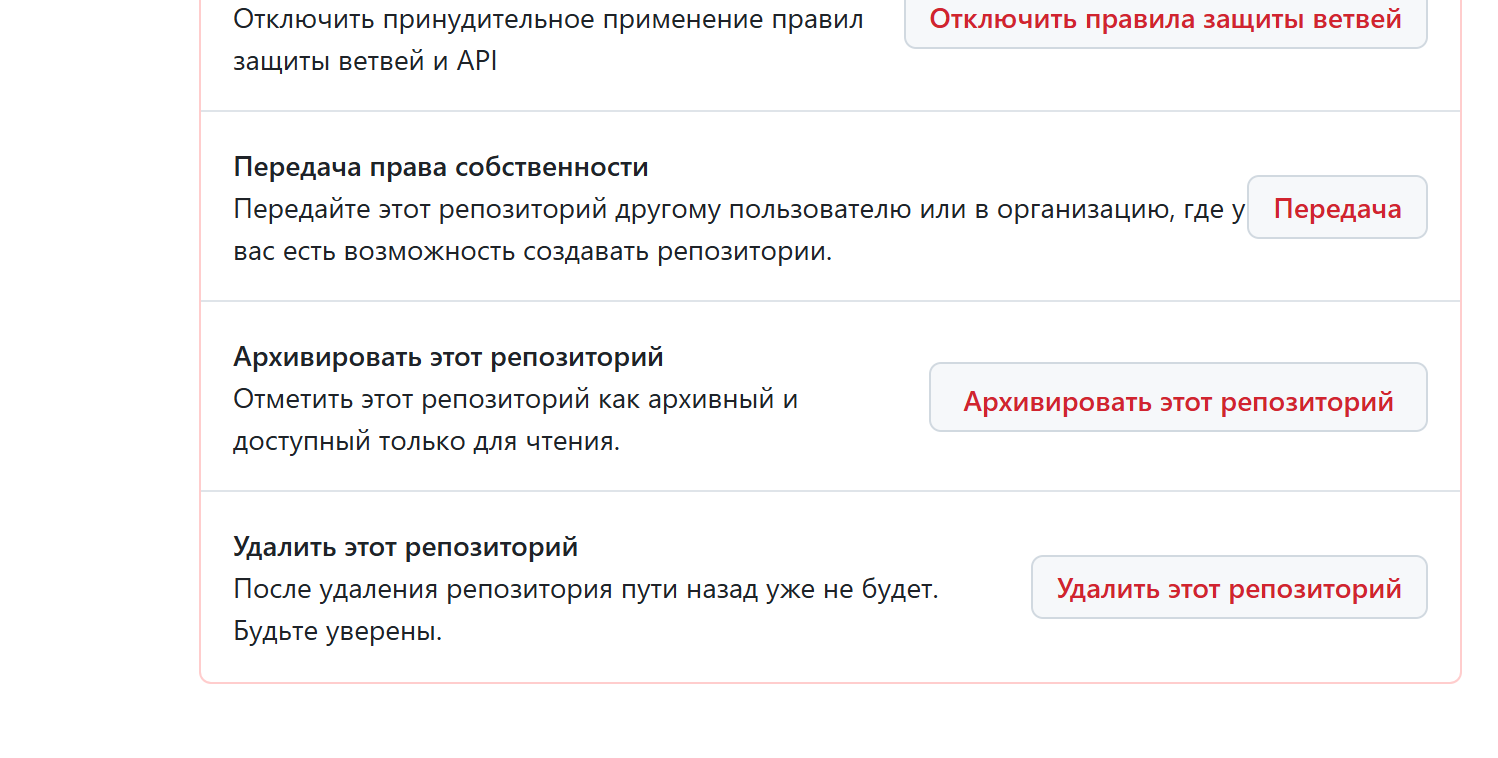 Отключить принудительное применение правил
защиты ветвей и API
Отключить правила защиты ветвей
Передача права собственности
Передайте этот репозиторий другому пользователю или в организацию, где у
вас есть возможность создавать репозитории.
Передача
Архивировать этот репозиторий
Отметить этот репозиторий как архивный и
доступный только для чтения.
Архивировать этот репозиторий
Удалить этот репозиторий
После удаления репозитория пути назад уже не будет.
Будьте уверены.
Удалить этот репозиторий